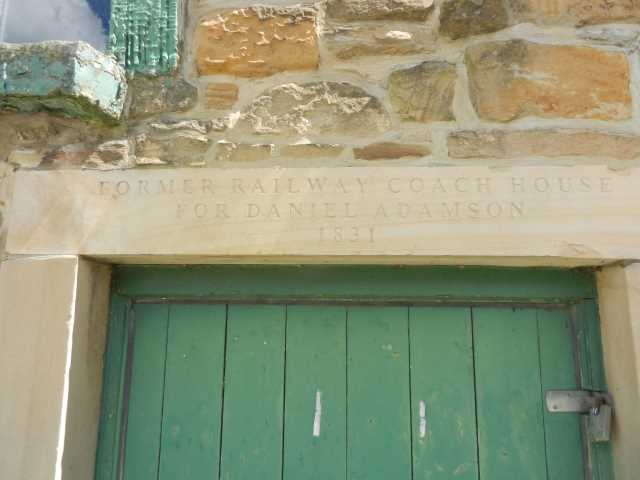 FORMER RAILWAY COACH HOUSE
FOR DANIEL ADAMSON
1831